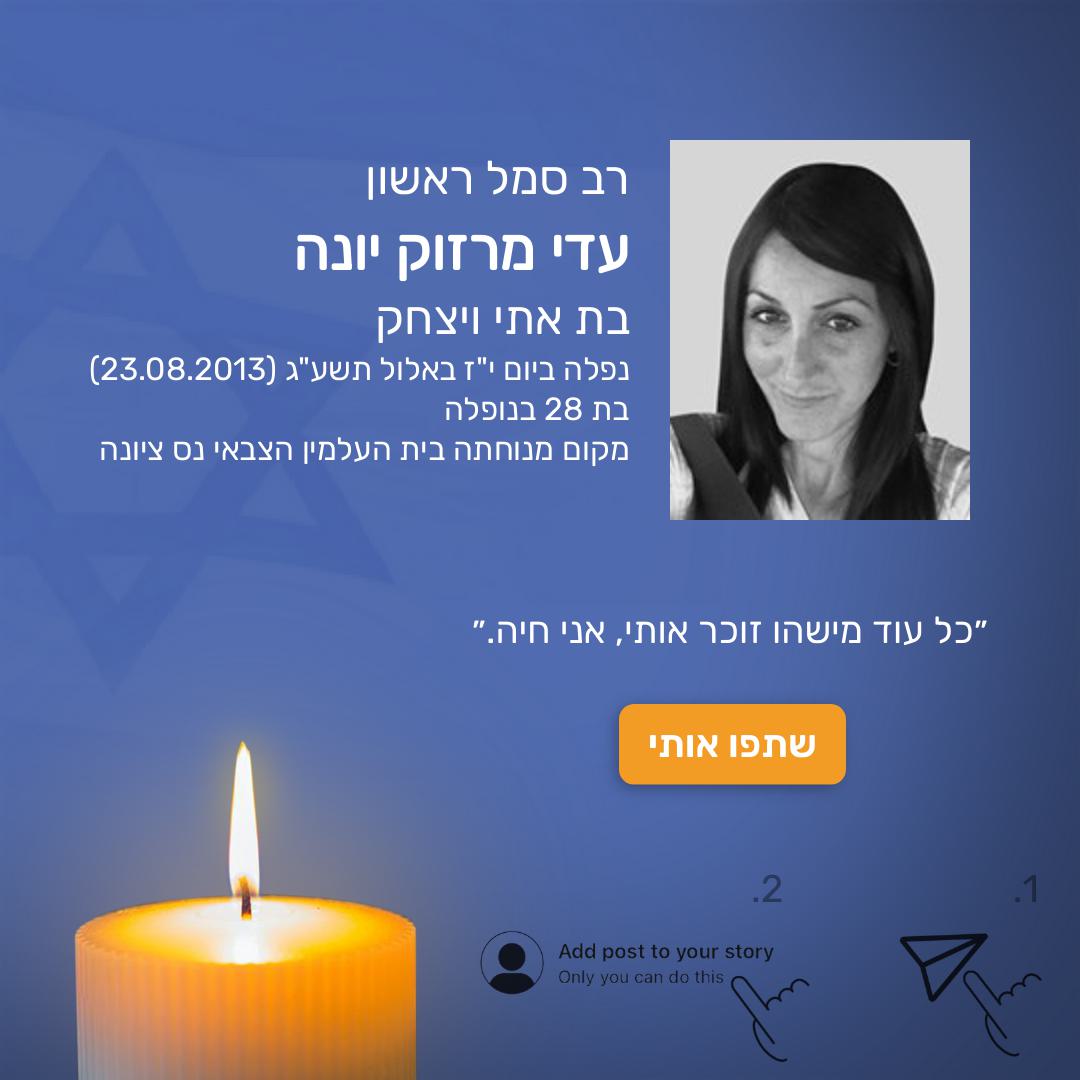 רב סמל ראשון
עדי מרזוק יונה
בת אתי ויצחק
נפלה ביום י"ז באלול תשע"ג (23.08.2013)
בת 28 בנופלה
מקום מנוחתה בית העלמין הצבאי נס ציונה
״כל עוד מישהו זוכר אותי, אני חיה.״
שתפו אותי
.1
.2
Add post to your story
Only you can do this